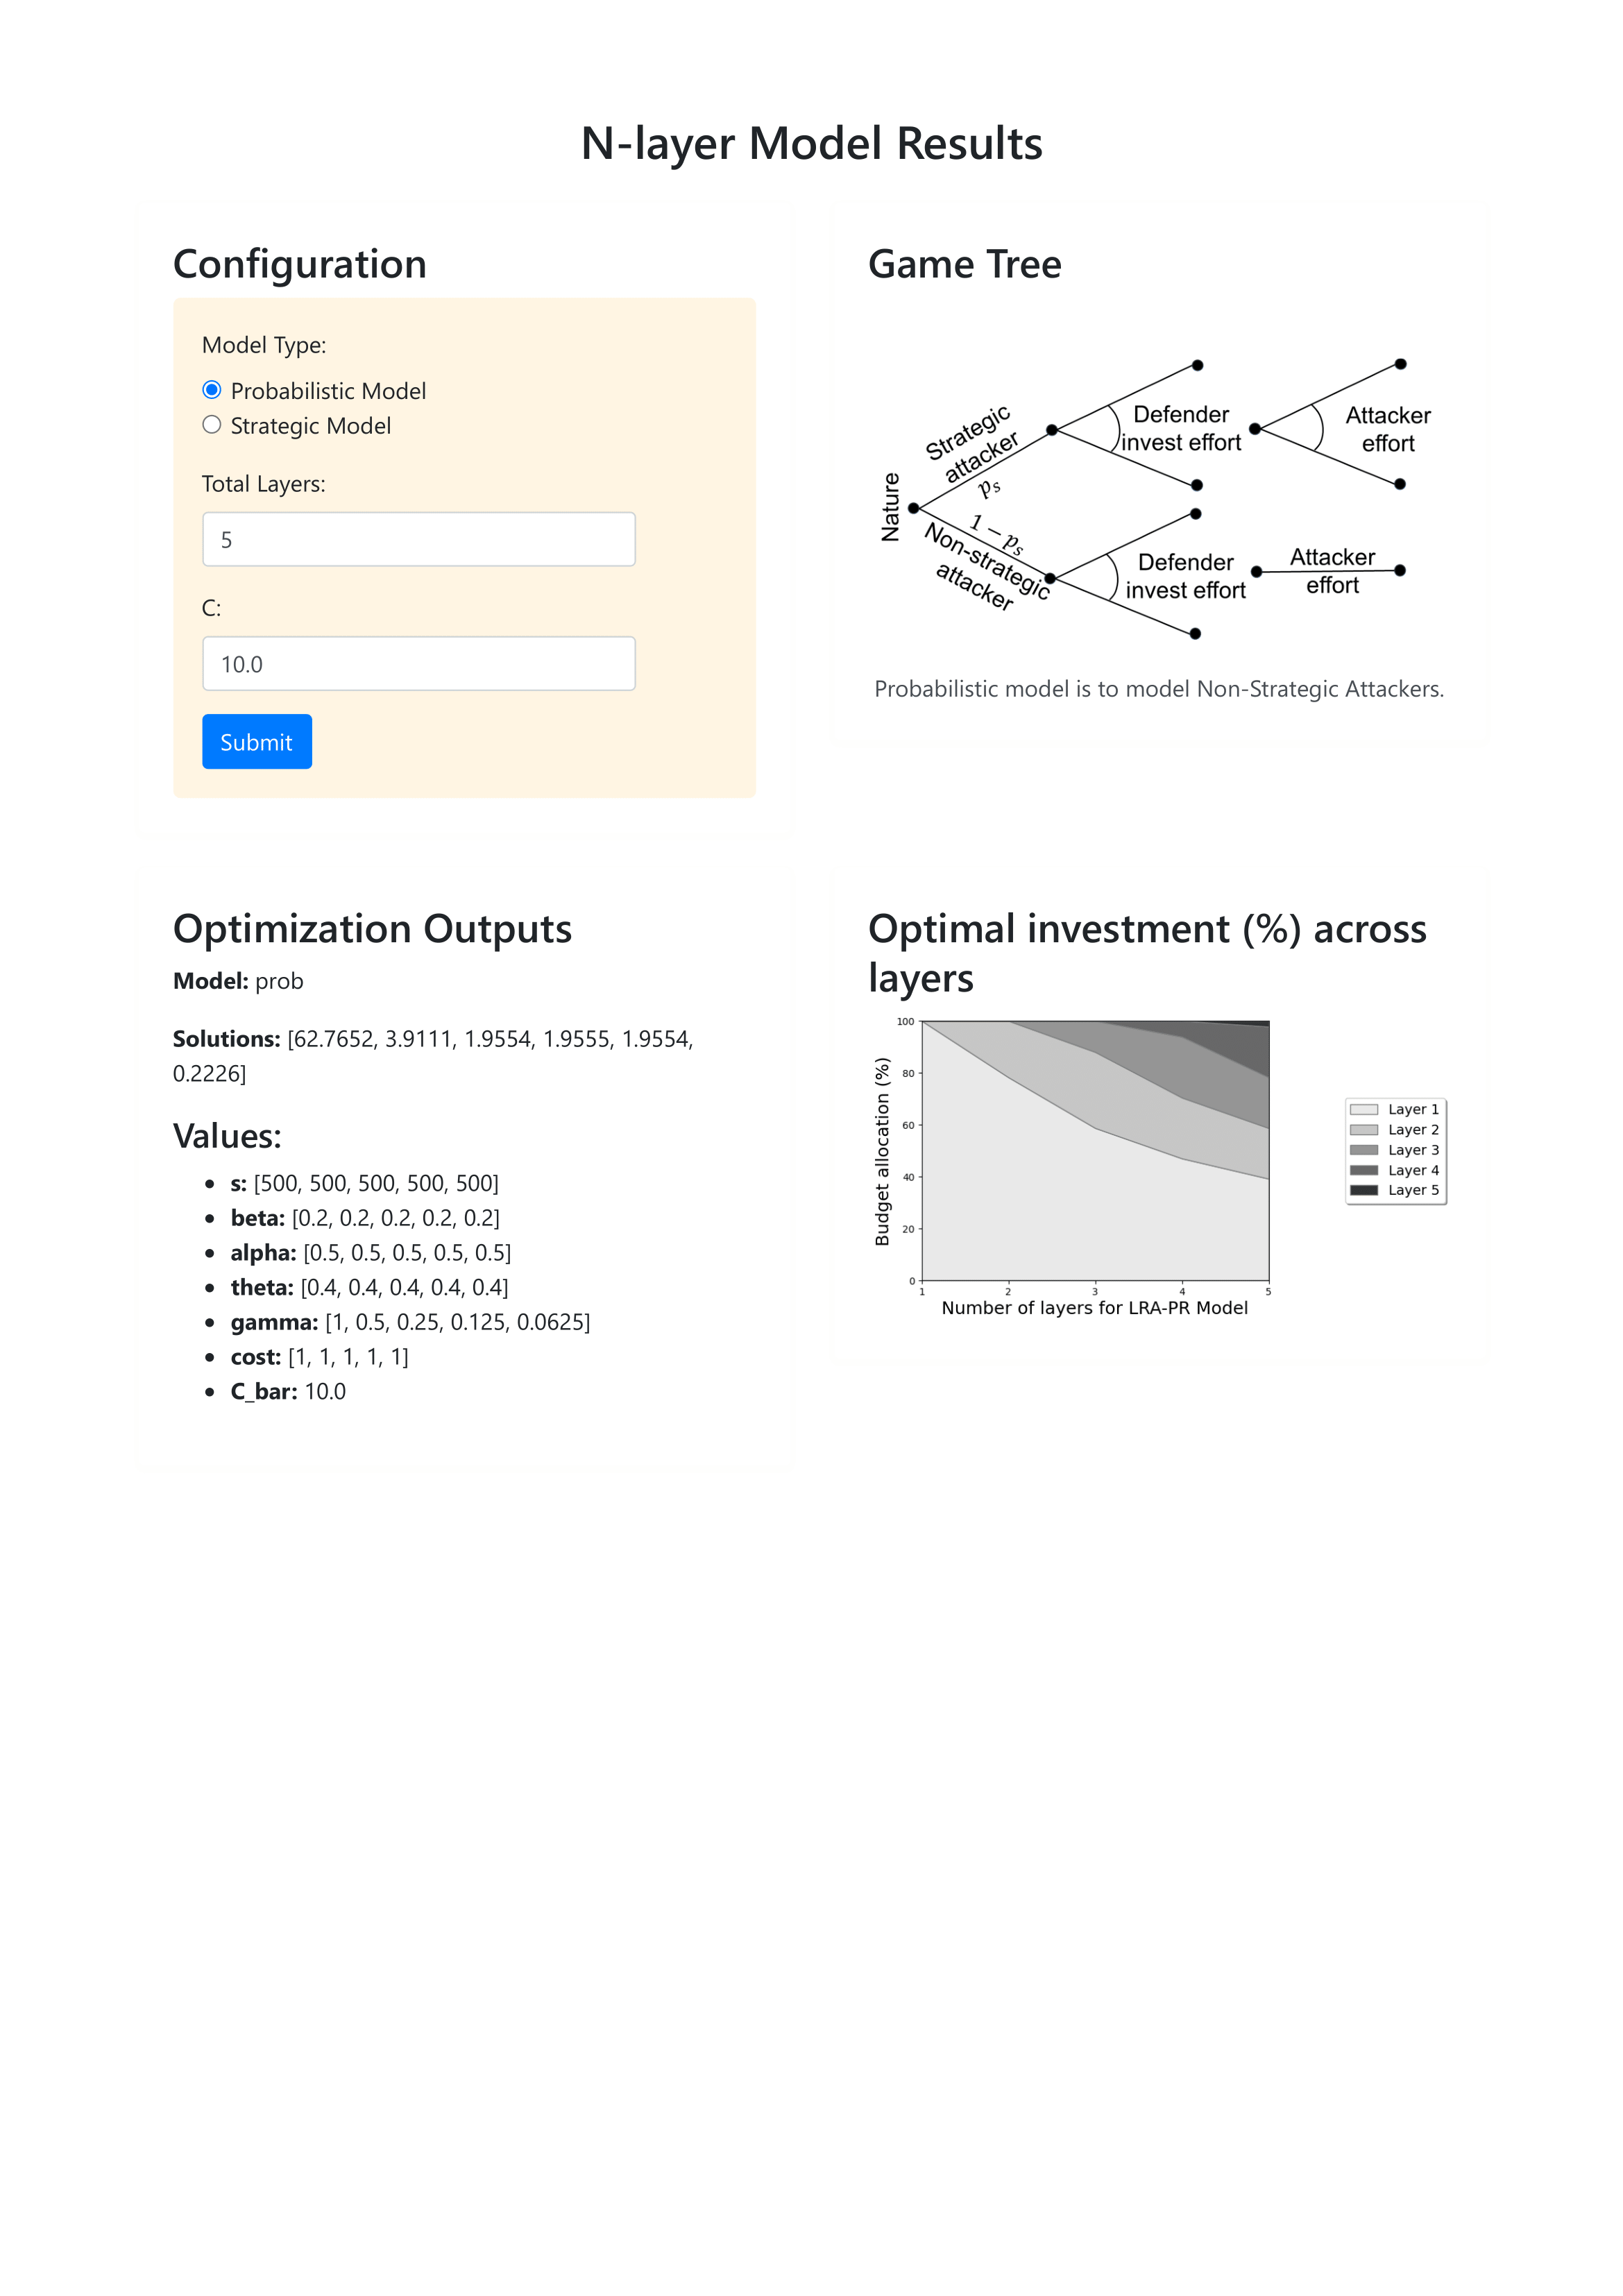 N-layer Model Results
Configuration
Model Type:
Probabilistic Model
Strategic Model
Total Layers:
5
C:
10.0
Submit
Game Tree
Nature
Strategic
attacker
pₛ
1 − pₛ
Non-strategic
attacker
Defender
invest effort
Attacker
effort
Defender
invest effort
Attacker
effort
Probabilistic model is to model Non-Strategic Attackers.
Optimization Outputs
Model: prob
Solutions: [62.7652, 3.9111, 1.9554, 1.9555, 1.9554,
0.2226]
Values:
• s: [500, 500, 500, 500, 500]
• beta: [0.2, 0.2, 0.2, 0.2, 0.2]
• alpha: [0.5, 0.5, 0.5, 0.5, 0.5]
• theta: [0.4, 0.4, 0.4, 0.4, 0.4]
• gamma: [1, 0.5, 0.25, 0.125, 0.0625]
• cost: [1, 1, 1, 1, 1]
• C_bar: 10.0
Optimal investment (%) across
layers
Budget allocation (%)
100
80
60
40
20
0
1 2 3 4 5
Number of layers for LRA-PR Model
Layer 1
Layer 2
Layer 3
Layer 4
Layer 5